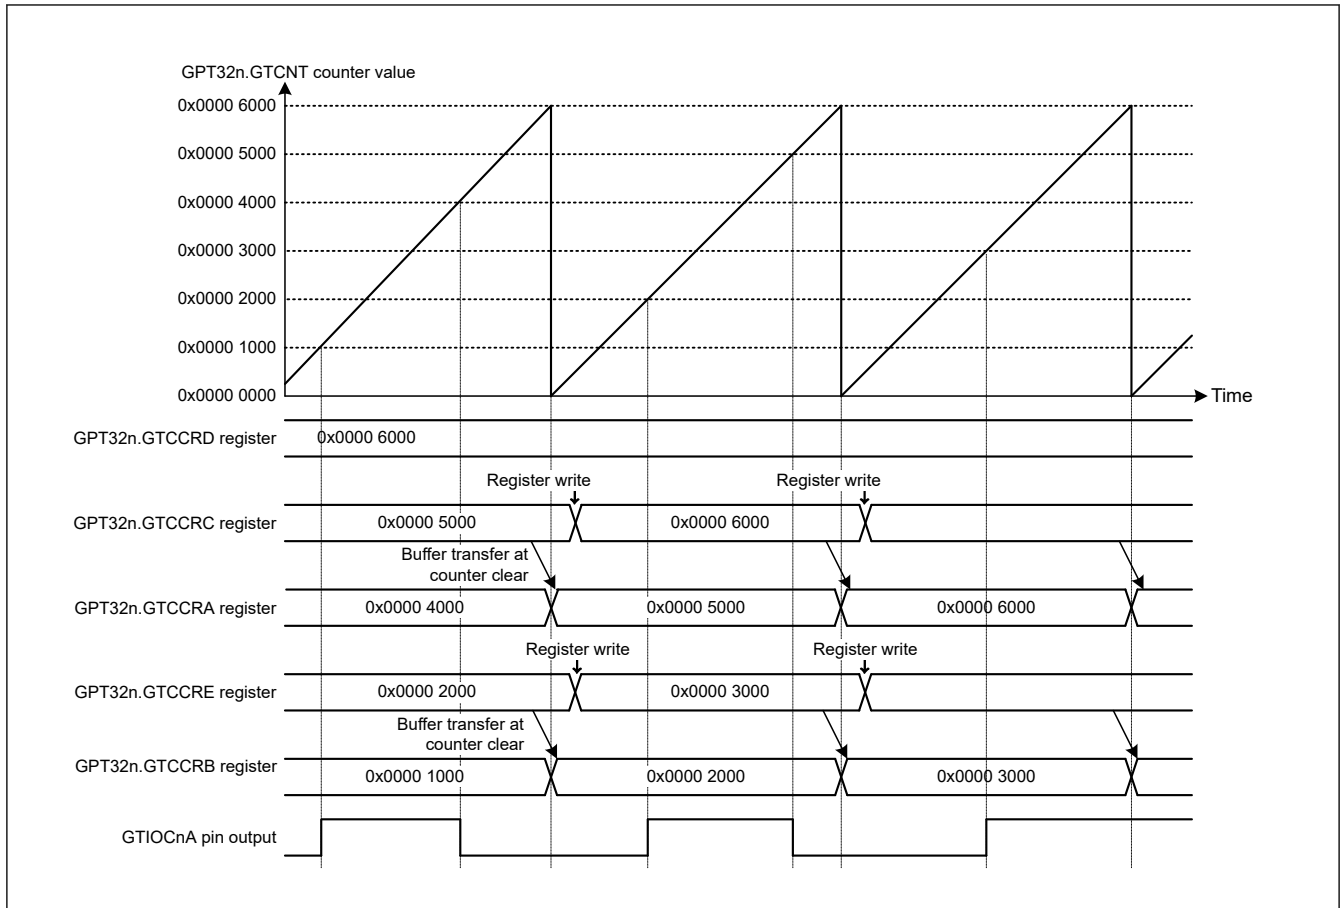 GPT32n.GTCNT counter value
0x0000 6000
0x0000 5000
0x0000 4000
0x0000 3000
0x0000 2000
0x0000 1000
0x0000 0000
Time
GPT32n.GTCCRD register
0x0000 6000
Register write
Register write
GPT32n.GTCCRC register
0x0000 5000
0x0000 6000
Buffer transfer at
counter clear
GPT32n.GTCCRA register
0x0000 4000
0x0000 5000
0x0000 6000
Register write
Register write
GPT32n.GTCCRE register
0x0000 2000
0x0000 3000
Buffer transfer at
counter clear
GPT32n.GTCCRB register
0x0000 1000
0x0000 2000
0x0000 3000
GTIOCnA pin output